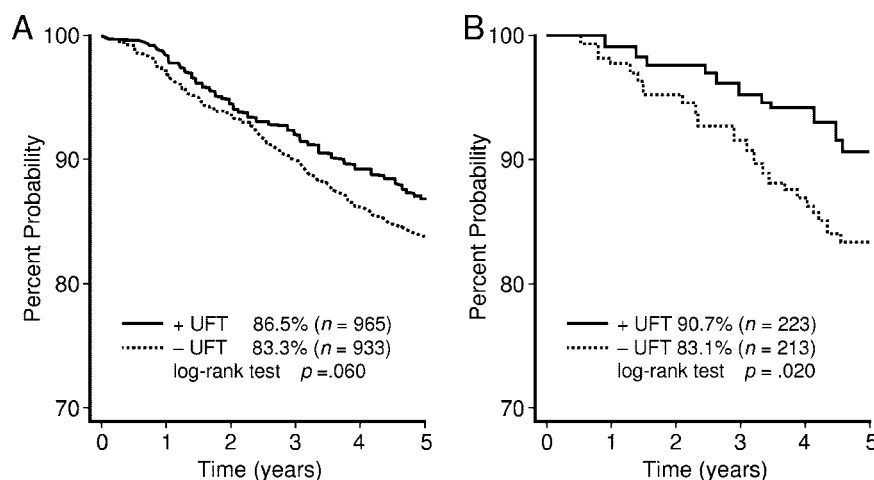 A
Percent Probability
100
90
80
70
+ UFT 86.5% (n = 965)
– UFT 83.3% (n = 933)
log-rank test p =.060
0 1 2 3 4 5
Time (years)
B
Percent Probability
100
90
80
70
+ UFT 90.7% (n = 223)
– UFT 83.1% (n = 213)
log-rank test p = .020
0 1 2 3 4 5
Time (years)